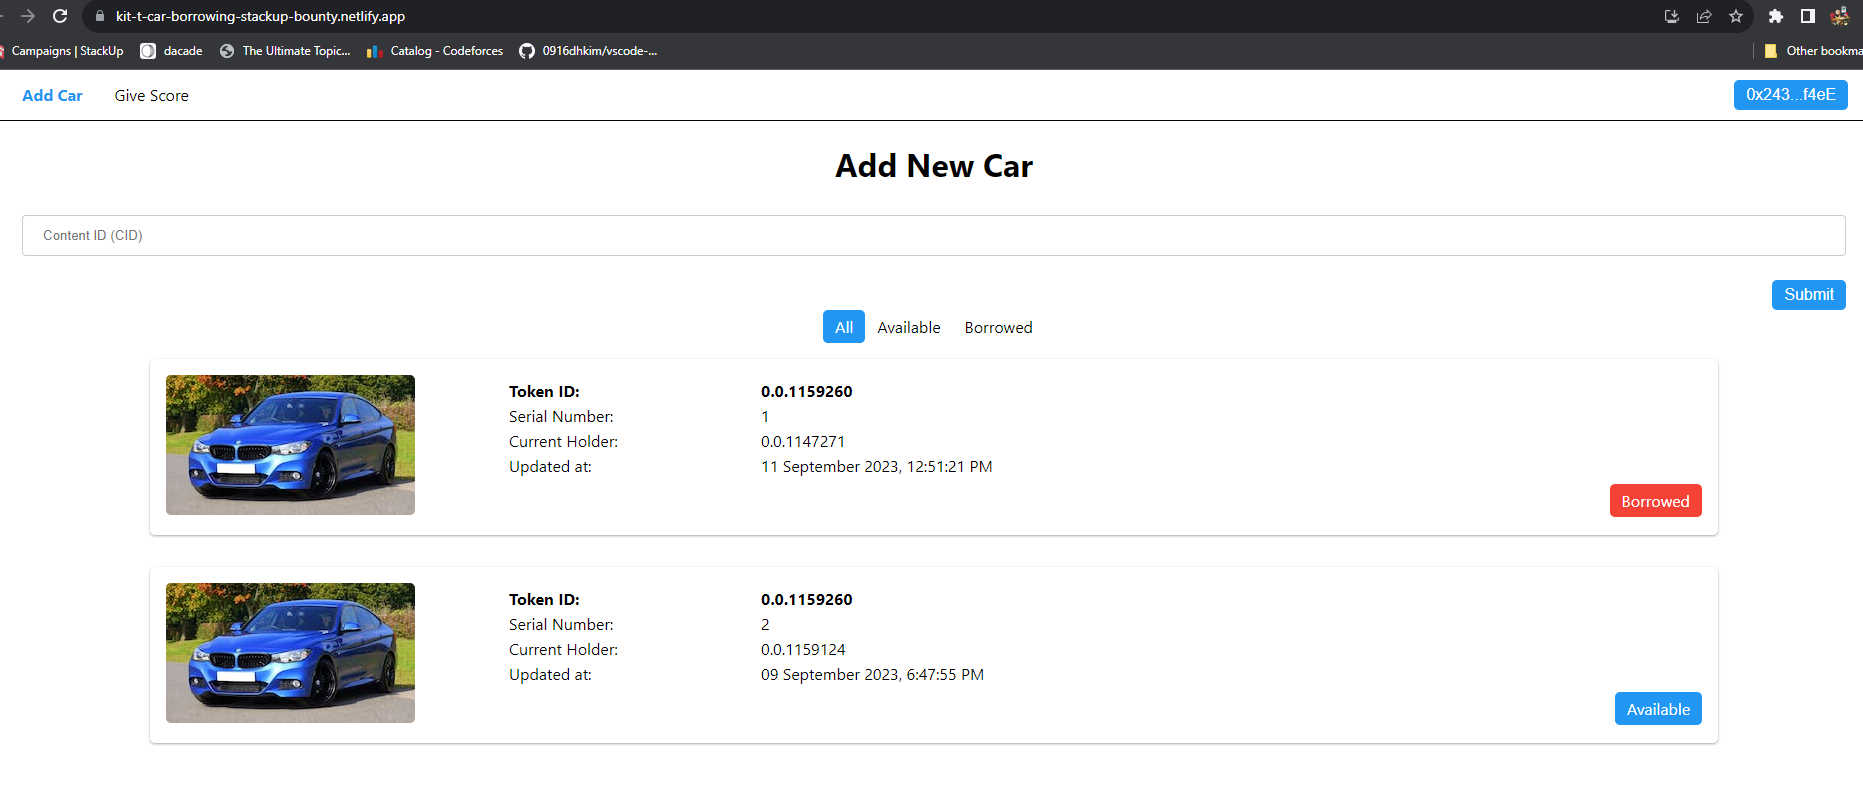 kit-t-car-borrowing-stackup-bounty.netlify.app
Campaigns | StackUp dacade The Ultimate Topic... Catalog - Codeforces 0916dhkim/vscode-... Other bookma
Add Car Give Score 0x243...f4eE
Add New Car
Content ID (CID)
Submit
All Available Borrowed
Token ID: 0.0.1159260
Serial Number: 1
Current Holder: 0.0.1147271
Updated at: 11 September 2023, 12:51:21 PM
Borrowed
Token ID: 0.0.1159260
Serial Number: 2
Current Holder: 0.0.1159124
Updated at: 09 September 2023, 6:47:55 PM
Available